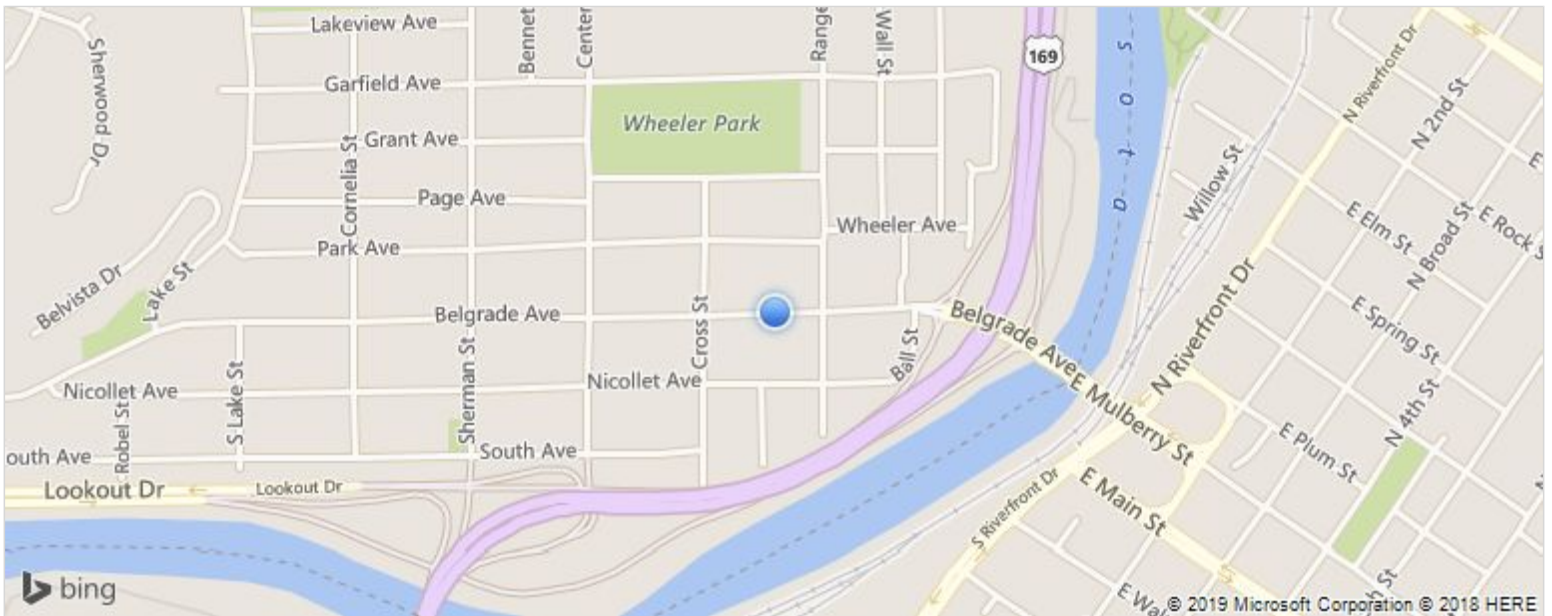 Lakeview Ave
Bennet
Center
Range
Wall St
169
Sherwood Dr
Garfield Ave
Wheeler Park
Grant Ave
Cornelia St
Page Ave
Park Ave
Wheeler Ave
sota
Willow St
N Riverfront Dr
N 2nd St
E Elm St
N Broad St
E Rock S
Belvista Dr
Lake St
Belgrade Ave
Cross St
Belgrade Ave
Ball St
N Riverfront Dr
E Spring St
Nicollet Ave
Nicollet Ave
Robel St
S Lake St
Sherman St
E Mulberry St
N 4th St
E Plum St
outh Ave
South Ave
Lookout Dr
Lookout Dr
S Riverfront Dr
E Main St
bing
© 2019 Microsoft Corporation © 2018 HERE